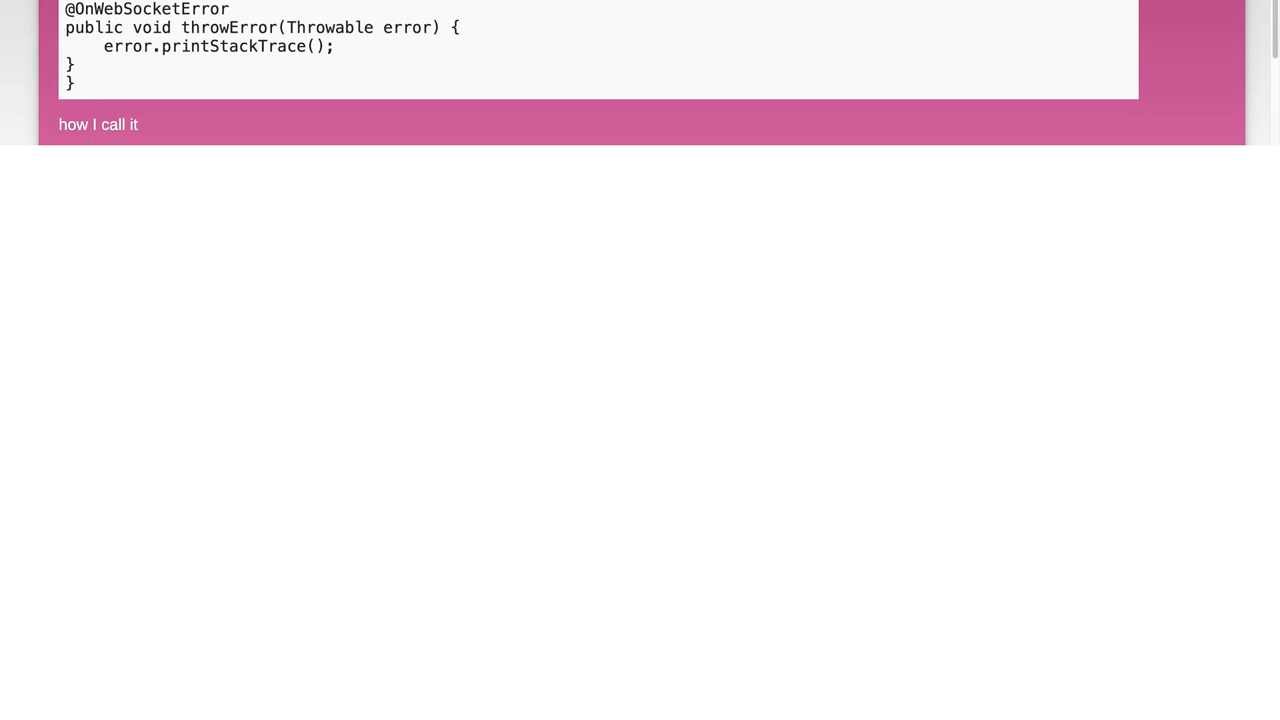 @OnWebSocketError
public void throwError(Throwable error) {
    error.printStackTrace();
}
}
how I call it